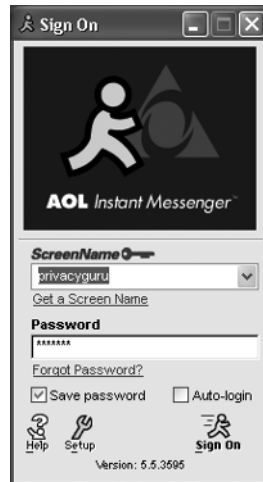 Sign On
AOL Instant Messenger™
ScreenName
privacyguru
Get a Screen Name
Password
*******
Forgot Password?
Save password Auto-login
Help Setup Sign On
Version: 5.5.3595